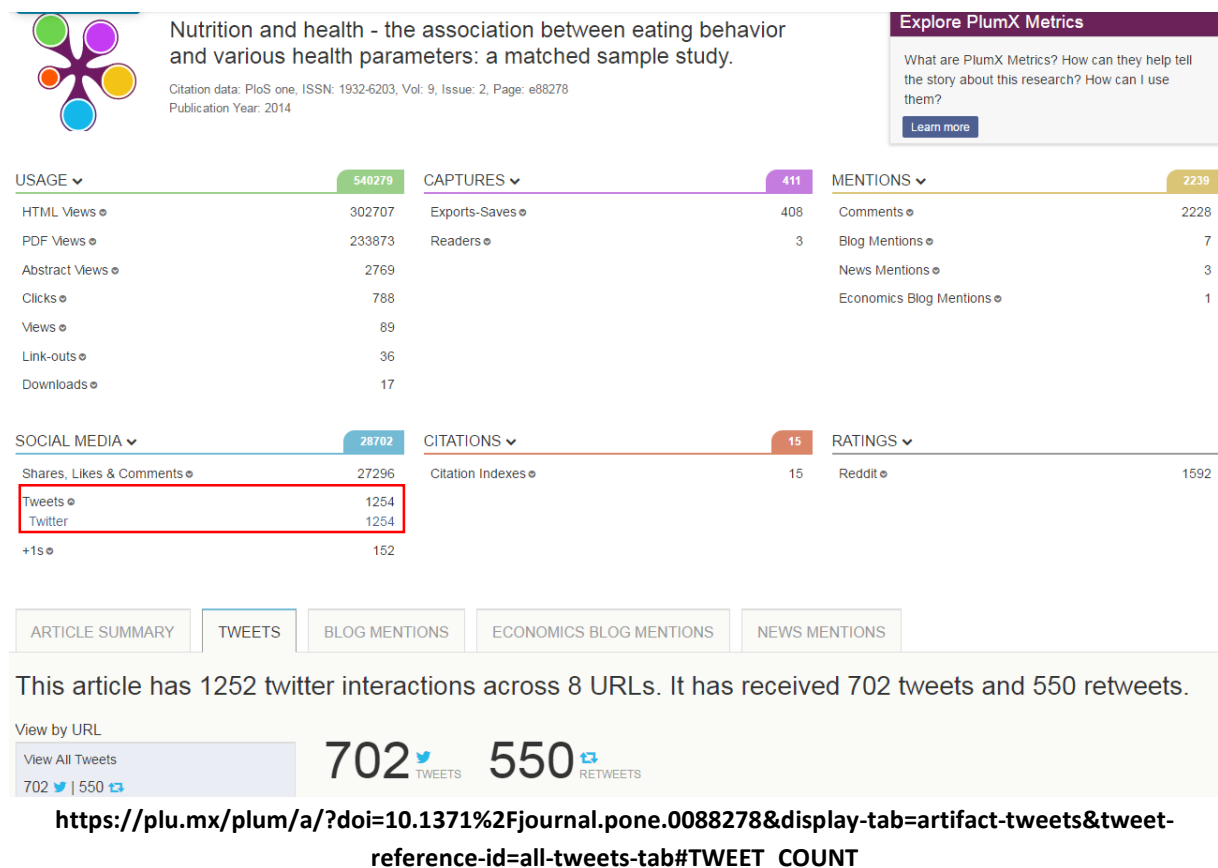 Nutrition and health - the association between eating behavior
and various health parameters: a matched sample study.
Citation data: PloS one, ISSN: 1932-6203, Vol: 9, Issue: 2, Page: e88278
Publication Year: 2014
Explore PlumX Metrics
What are PlumX Metrics? How can they help tell
the story about this research? How can I use
them?
Learn more
USAGE 540279
HTML Views 302707
PDF Views 233873
Abstract Views 2769
Clicks 788
Views 89
Link-outs 36
Downloads 17
CAPTURES 411
Exports-Saves 408
Readers 3
MENTIONS 2239
Comments 2228
Blog Mentions 7
News Mentions 3
Economics Blog Mentions 1
SOCIAL MEDIA 28702
Shares, Likes & Comments 27296
Tweets 1254
Twitter 1254
+1s 152
CITATIONS 15
Citation Indexes 15
RATINGS
Reddit 1592
ARTICLE SUMMARY TWEETS BLOG MENTIONS ECONOMICS BLOG MENTIONS NEWS MENTIONS
This article has 1252 twitter interactions across 8 URLs. It has received 702 tweets and 550 retweets.
View by URL
View All Tweets
702 | 550
702 TWEETS 550 RETWEETS
https://plu.mx/plum/a/?doi=10.1371%2Fjournal.pone.0088278&display-tab=artifact-tweets&tweet-
reference-id=all-tweets-tab#TWEET_COUNT